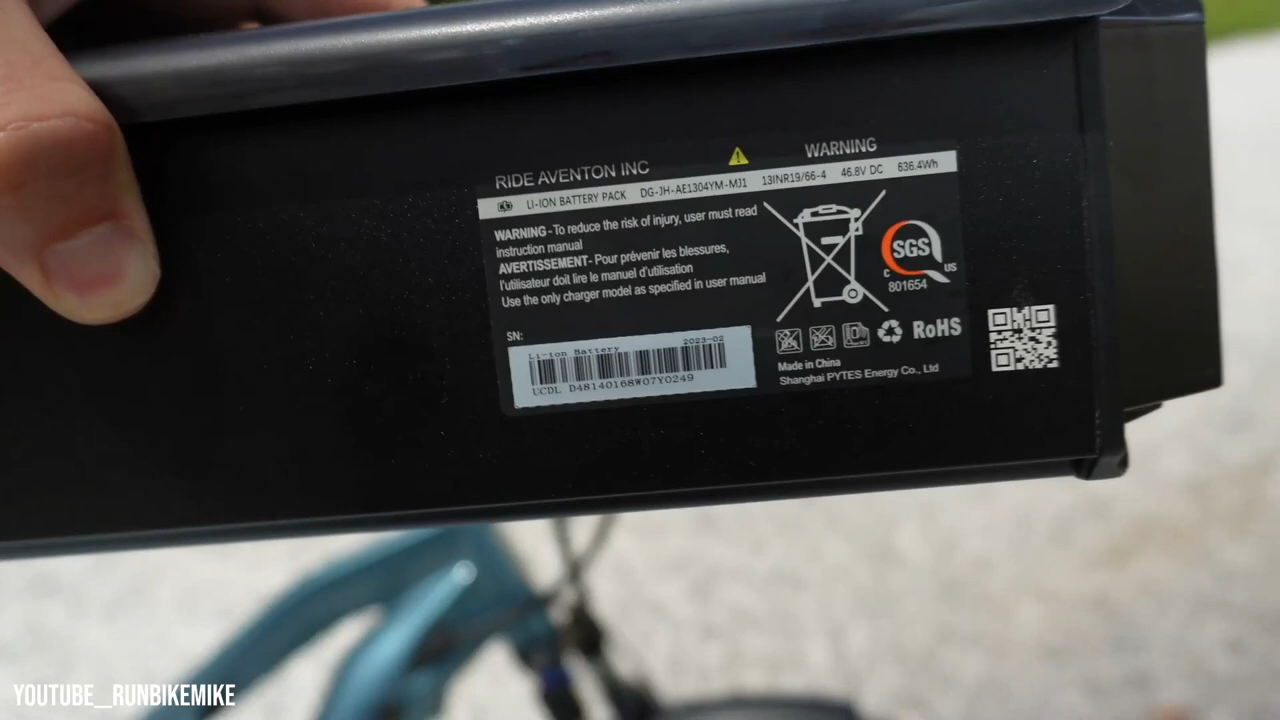 RIDE AVENTON INC
WARNING
LI-ION BATTERY PACK DG-JH-AE1304YM-MJ1 13INR19/66-4 46.8V DC 636.4Wh
WARNING - To reduce the risk of injury, user must read
instruction manual
AVERTISSEMENT - Pour prévenir les blessures,
l'utilisateur doit lire le manuel d'utilisation
Use the only charger model as specified in user manual
SGS
C US
801654
SN:
Li-ion Battery 2023-02
UCDL D48140168W07Y0249
RoHS
Made in China
Shanghai PYTES Energy Co., Ltd
YOUTUBE_RUNBIKEMIKE